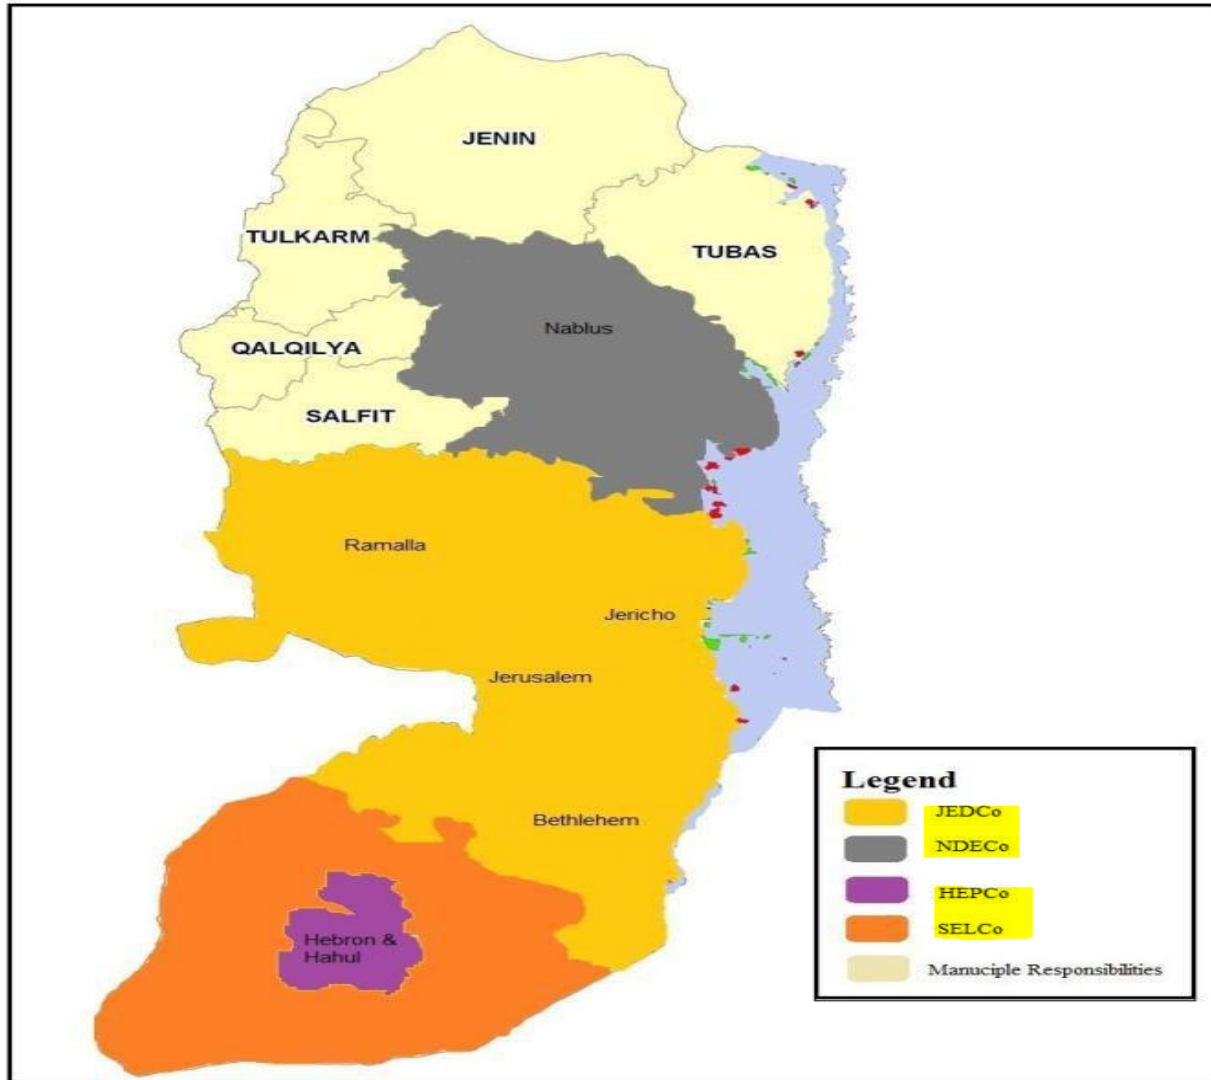 JENIN
TULKARM
TUBAS
Nablus
QALQILYA
SALFIT
Ramalla
Jericho
Jerusalem
Bethlehem
Hebron &
Hahul
Legend
JEDCo
NDECo
HEPCo
SELCo
Manuciple Responsibilities